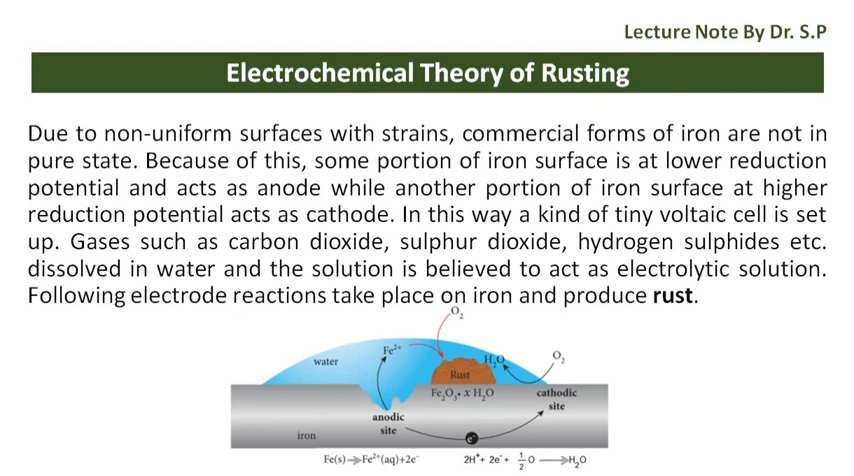 Lecture Note By Dr. S.P
Electrochemical Theory of Rusting
Due to non-uniform surfaces with strains, commercial forms of iron are not in
pure state. Because of this, some portion of iron surface is at lower reduction
potential and acts as anode while another portion of iron surface at higher
reduction potential acts as cathode. In this way a kind of tiny voltaic cell is set
up. Gases such as carbon dioxide, sulphur dioxide, hydrogen sulphides etc.
dissolved in water and the solution is believed to act as electrolytic solution.
Following electrode reactions take place on iron and produce rust.
O₂
Fe²⁺
water
H₂O
O₂
Rust
Fe₂O₃• x H₂O
cathodic
site
anodic
site
iron
e⁻
Fe(s)→Fe²⁺(aq)+2e⁻
2H⁺+ 2e⁻+ ½O→H₂O